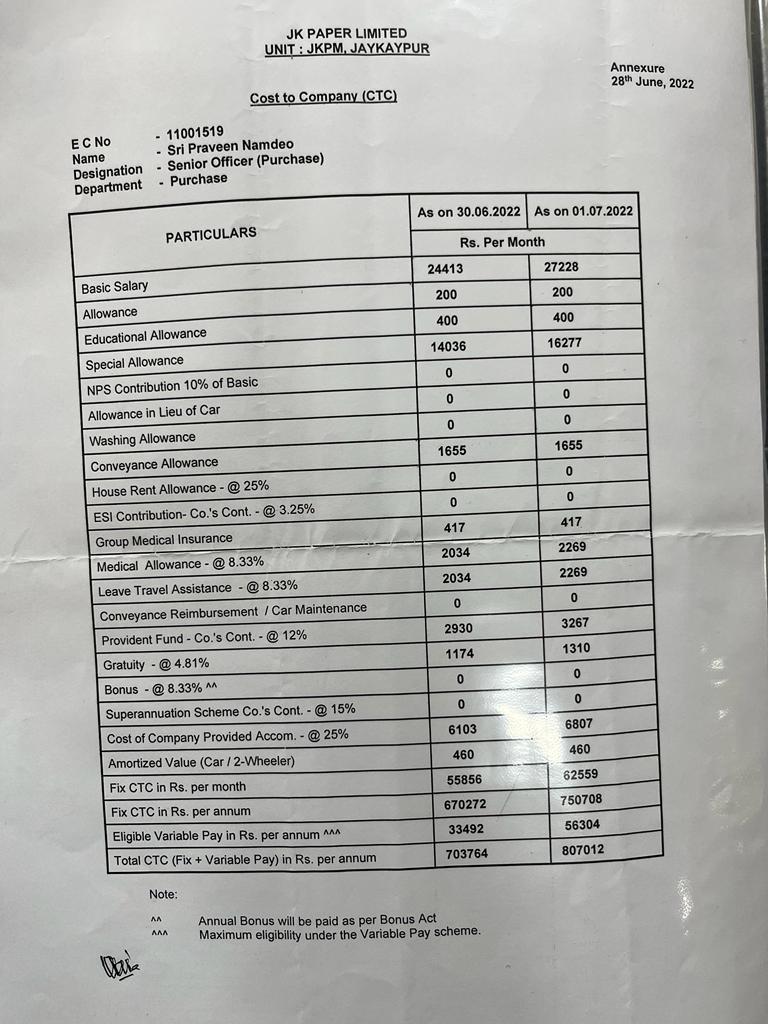 JK PAPER LIMITED
UNIT : JKPM, JAYKAYPUR
Annexure
28th June, 2022
Cost to Company (CTC)
E C No - 11001519
Name - Sri Praveen Namdeo
Designation - Senior Officer (Purchase)
Department - Purchase
PARTICULARS As on 30.06.2022 As on 01.07.2022
Rs. Per Month
Basic Salary 24413 27228
Allowance 200 200
Educational Allowance 400 400
Special Allowance 14036 16277
NPS Contribution 10% of Basic 0 0
Allowance in Lieu of Car 0 0
Washing Allowance 0 0
Conveyance Allowance 1655 1655
House Rent Allowance - @ 25% 0 0
ESI Contribution- Co.'s Cont. - @ 3.25% 0 0
Group Medical Insurance 417 417
Medical Allowance - @ 8.33% 2034 2269
Leave Travel Assistance - @ 8.33% 2034 2269
Conveyance Reimbursement / Car Maintenance 0 0
Provident Fund - Co.'s Cont. - @ 12% 2930 3267
Gratuity - @ 4.81% 1174 1310
Bonus - @ 8.33% ^^ 0 0
Superannuation Scheme Co.'s Cont. - @ 15% 0 0
Cost of Company Provided Accom. - @ 25% 6103 6807
Amortized Value (Car / 2-Wheeler) 460 460
Fix CTC in Rs. per month 55856 62559
Fix CTC in Rs. per annum 670272 750708
Eligible Variable Pay in Rs. per annum ^^^ 33492 56304
Total CTC (Fix + Variable Pay) in Rs. per annum 703764 807012
Note:
^^ Annual Bonus will be paid as per Bonus Act
^^^ Maximum eligibility under the Variable Pay scheme.